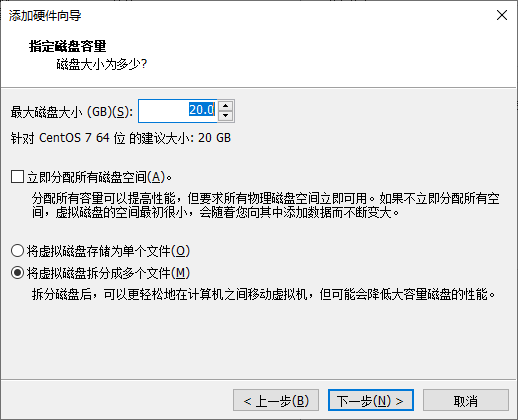 添加硬件向导
指定磁盘容量
磁盘大小为多少?
最大磁盘大小 (GB)(S):
20.0
针对 CentOS 7 64 位 的建议大小: 20 GB
立即分配所有磁盘空间(A)。
分配所有容量可以提高性能，但要求所有物理磁盘空间立即可用。如果不立即分配所有空
间，虚拟磁盘的空间最初很小，会随着您向其中添加数据而不断变大。
将虚拟磁盘存储为单个文件(O)
将虚拟磁盘拆分成多个文件(M)
拆分磁盘后，可以更轻松地在计算机之间移动虚拟机，但可能会降低大容量磁盘的性能。
< 上一步(B)
下一步(N) >
取消